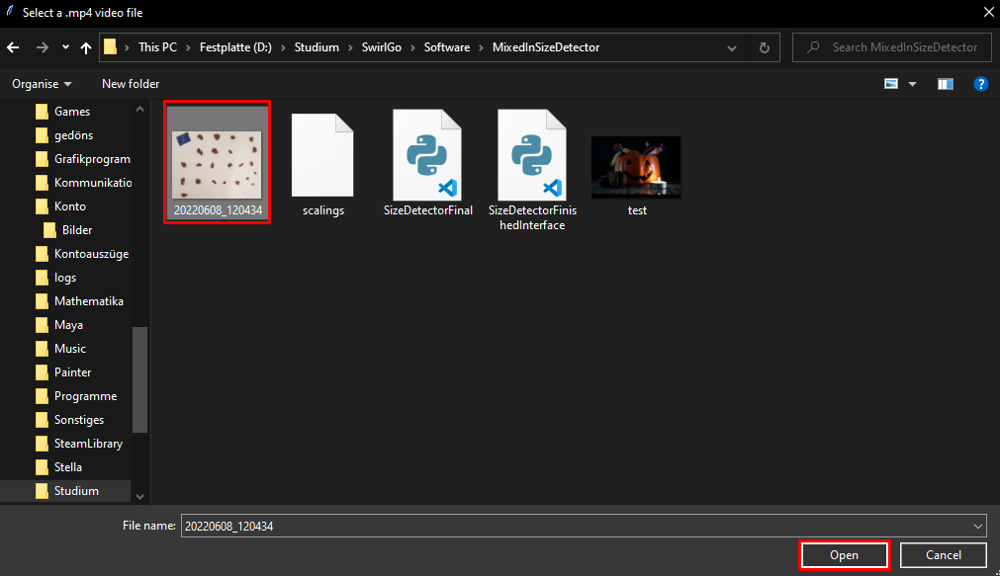 Select a .mp4 video file
This PC > Festplatte (D:) > Studium > SwirlGo > Software > MixedInSizeDetector
Search MixedInSizeDetector
Organise
New folder
Games
gedöns
Grafikprogram
Kommunikatio
Konto
Bilder
Kontoauszüge
logs
Mathematika
Maya
Music
Painter
Programme
Sonstiges
SteamLibrary
Stella
Studium
20220608_120434
scalings
SizeDetectorFinal
SizeDetectorFinis
hedInterface
test
File name: 20220608_120434
Open
Cancel